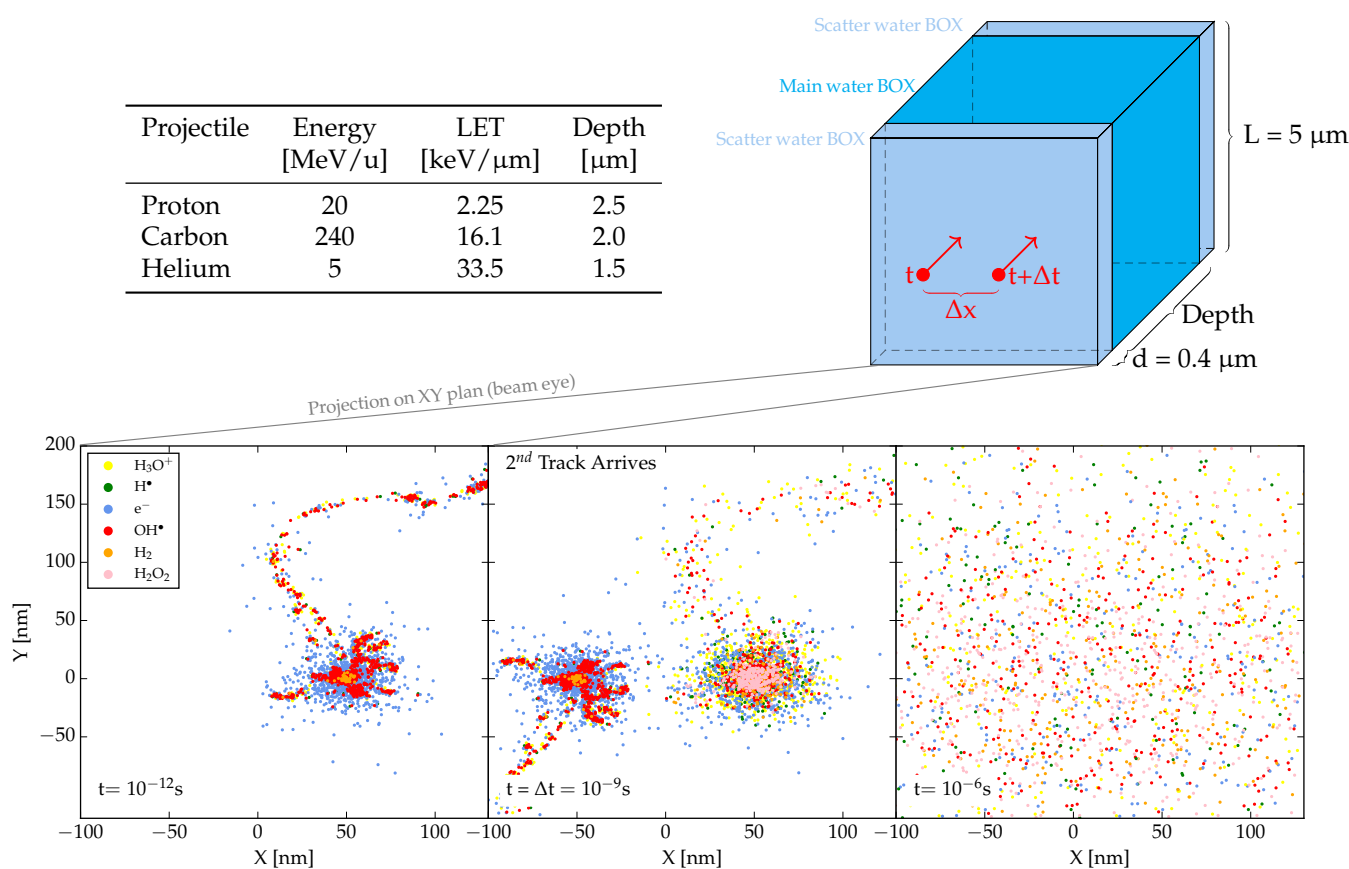 Projectile Energy LET Depth
[MeV/u] [keV/μm] [μm]
Proton 20 2.25 2.5
Carbon 240 16.1 2.0
Helium 5 33.5 1.5
Scatter water BOX
Main water BOX
Scatter water BOX
L = 5 μm
t
t+Δt
Δx
Depth
d = 0.4 μm
Projection on XY plan (beam eye)
H₃O⁺
H•
e⁻
OH•
H₂
H₂O₂
2ⁿᵈ Track Arrives
t= 10⁻¹²s
t = Δt = 10⁻⁹s
t= 10⁻⁶s
Y [nm]
200
150
100
50
0
−50
−100 0 50 100
−100 −50 0 50 100
−100 −50 0 50 100
X [nm]
X [nm]
X [nm]